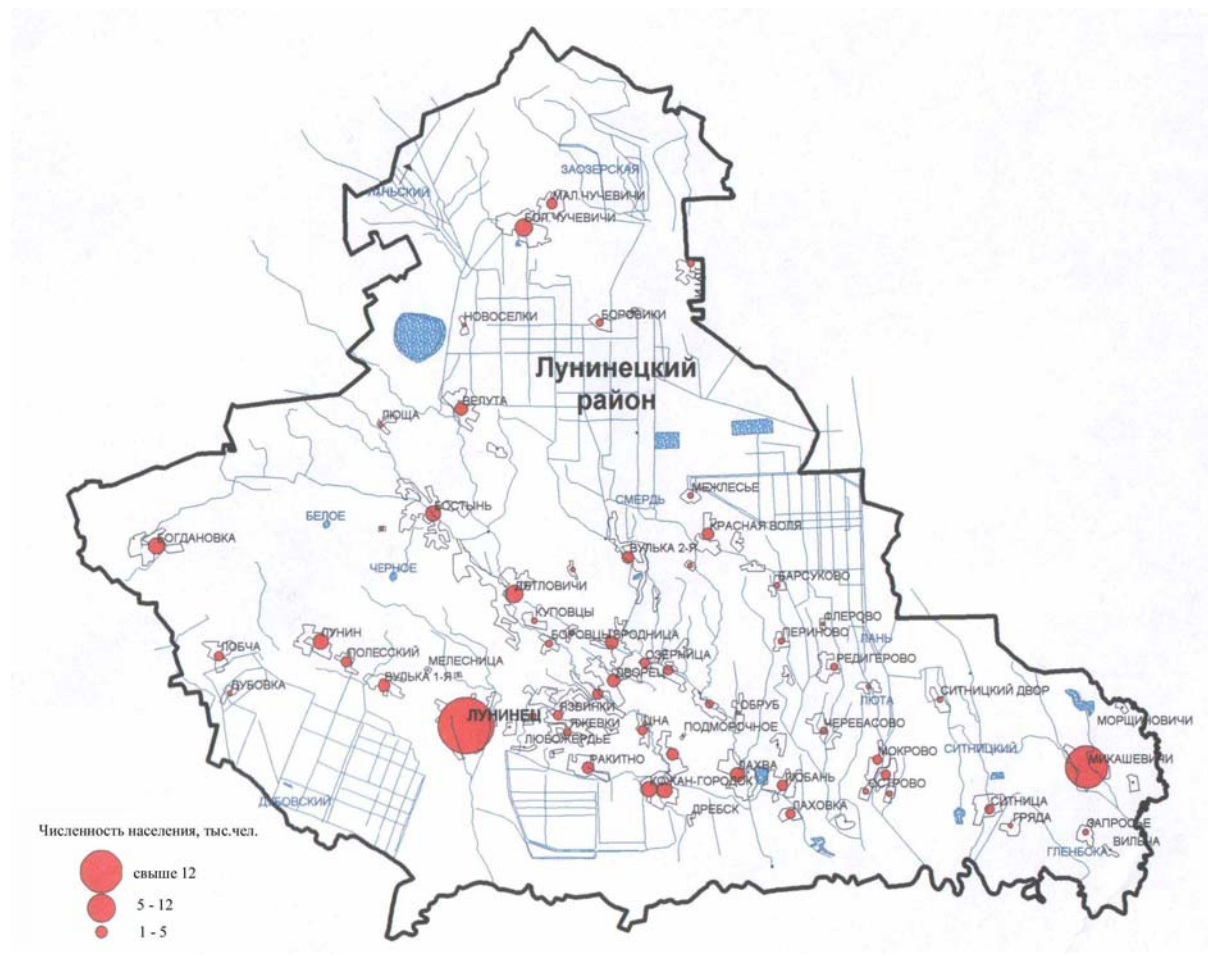 ЗАОЗЕРСКАЯ
МАЛ.ЧУЧЕВИЧИ
БОЛ.ЧУЧЕВИЧИ
НОВОСЕЛКИ
БОРОВИКИ
Лунинецкий
район
ВЕЛУТА
ЛЮЩА
МЕЖЛЕСЬЕ
СМЕРДЬ
БОСТЫНЬ
БЕЛОЕ
КРАСНАЯ ВОЛЯ
БОГДАНОВКА
ВУЛЬКА 2-Я
ЧЕРНОЕ
БАРСУКОВО
ДЯТЛОВИЧИ
КУПОВЦЫ
ФЛЕРОВО
ЛУНИН
БОРОВЦЫ
БРОДНИЦА
ПЕРИНОВО
ЛАНЬ
ЛОБЧА
ПОЛЕССКИЙ
МЕЛЕСНИЦА
ОЗЕРНИЦА
РЕДИГЕРОВО
ДВОРЕЦ
ВУЛЬКА 1-Я
ДУБОВКА
СИТНИЦКИЙ ДВОР
ЛЮТА
ОБРУБ
ЯЗВИНКИ
ЛУНИНЕЦ
МОРЩИНОВИЧИ
ЯЖЕВКИ
ЦНА
ПОДМОРОЧНОЕ
ЧЕРЕБАСОВО
ЛЮБОЖЕРДЬЕ
СИТНИЦКИЙ
МОКРОВО
МИКАШЕВИЧИ
РАКИТНО
ЛАХВА
КОЖАН-ГОРОДОК
ЛЮБАНЬ
ОСТРОВО
ДУБОВСКИЙ
ДРЕБСК
ЛАХОВКА
СИТНИЦА
ГРЯДА
ЗАПРОСЬЕ
ВИЛЬЧА
ГЛЕНБОКА
Численность населения, тыс.чел.
свыше 12
5 - 12
1 - 5